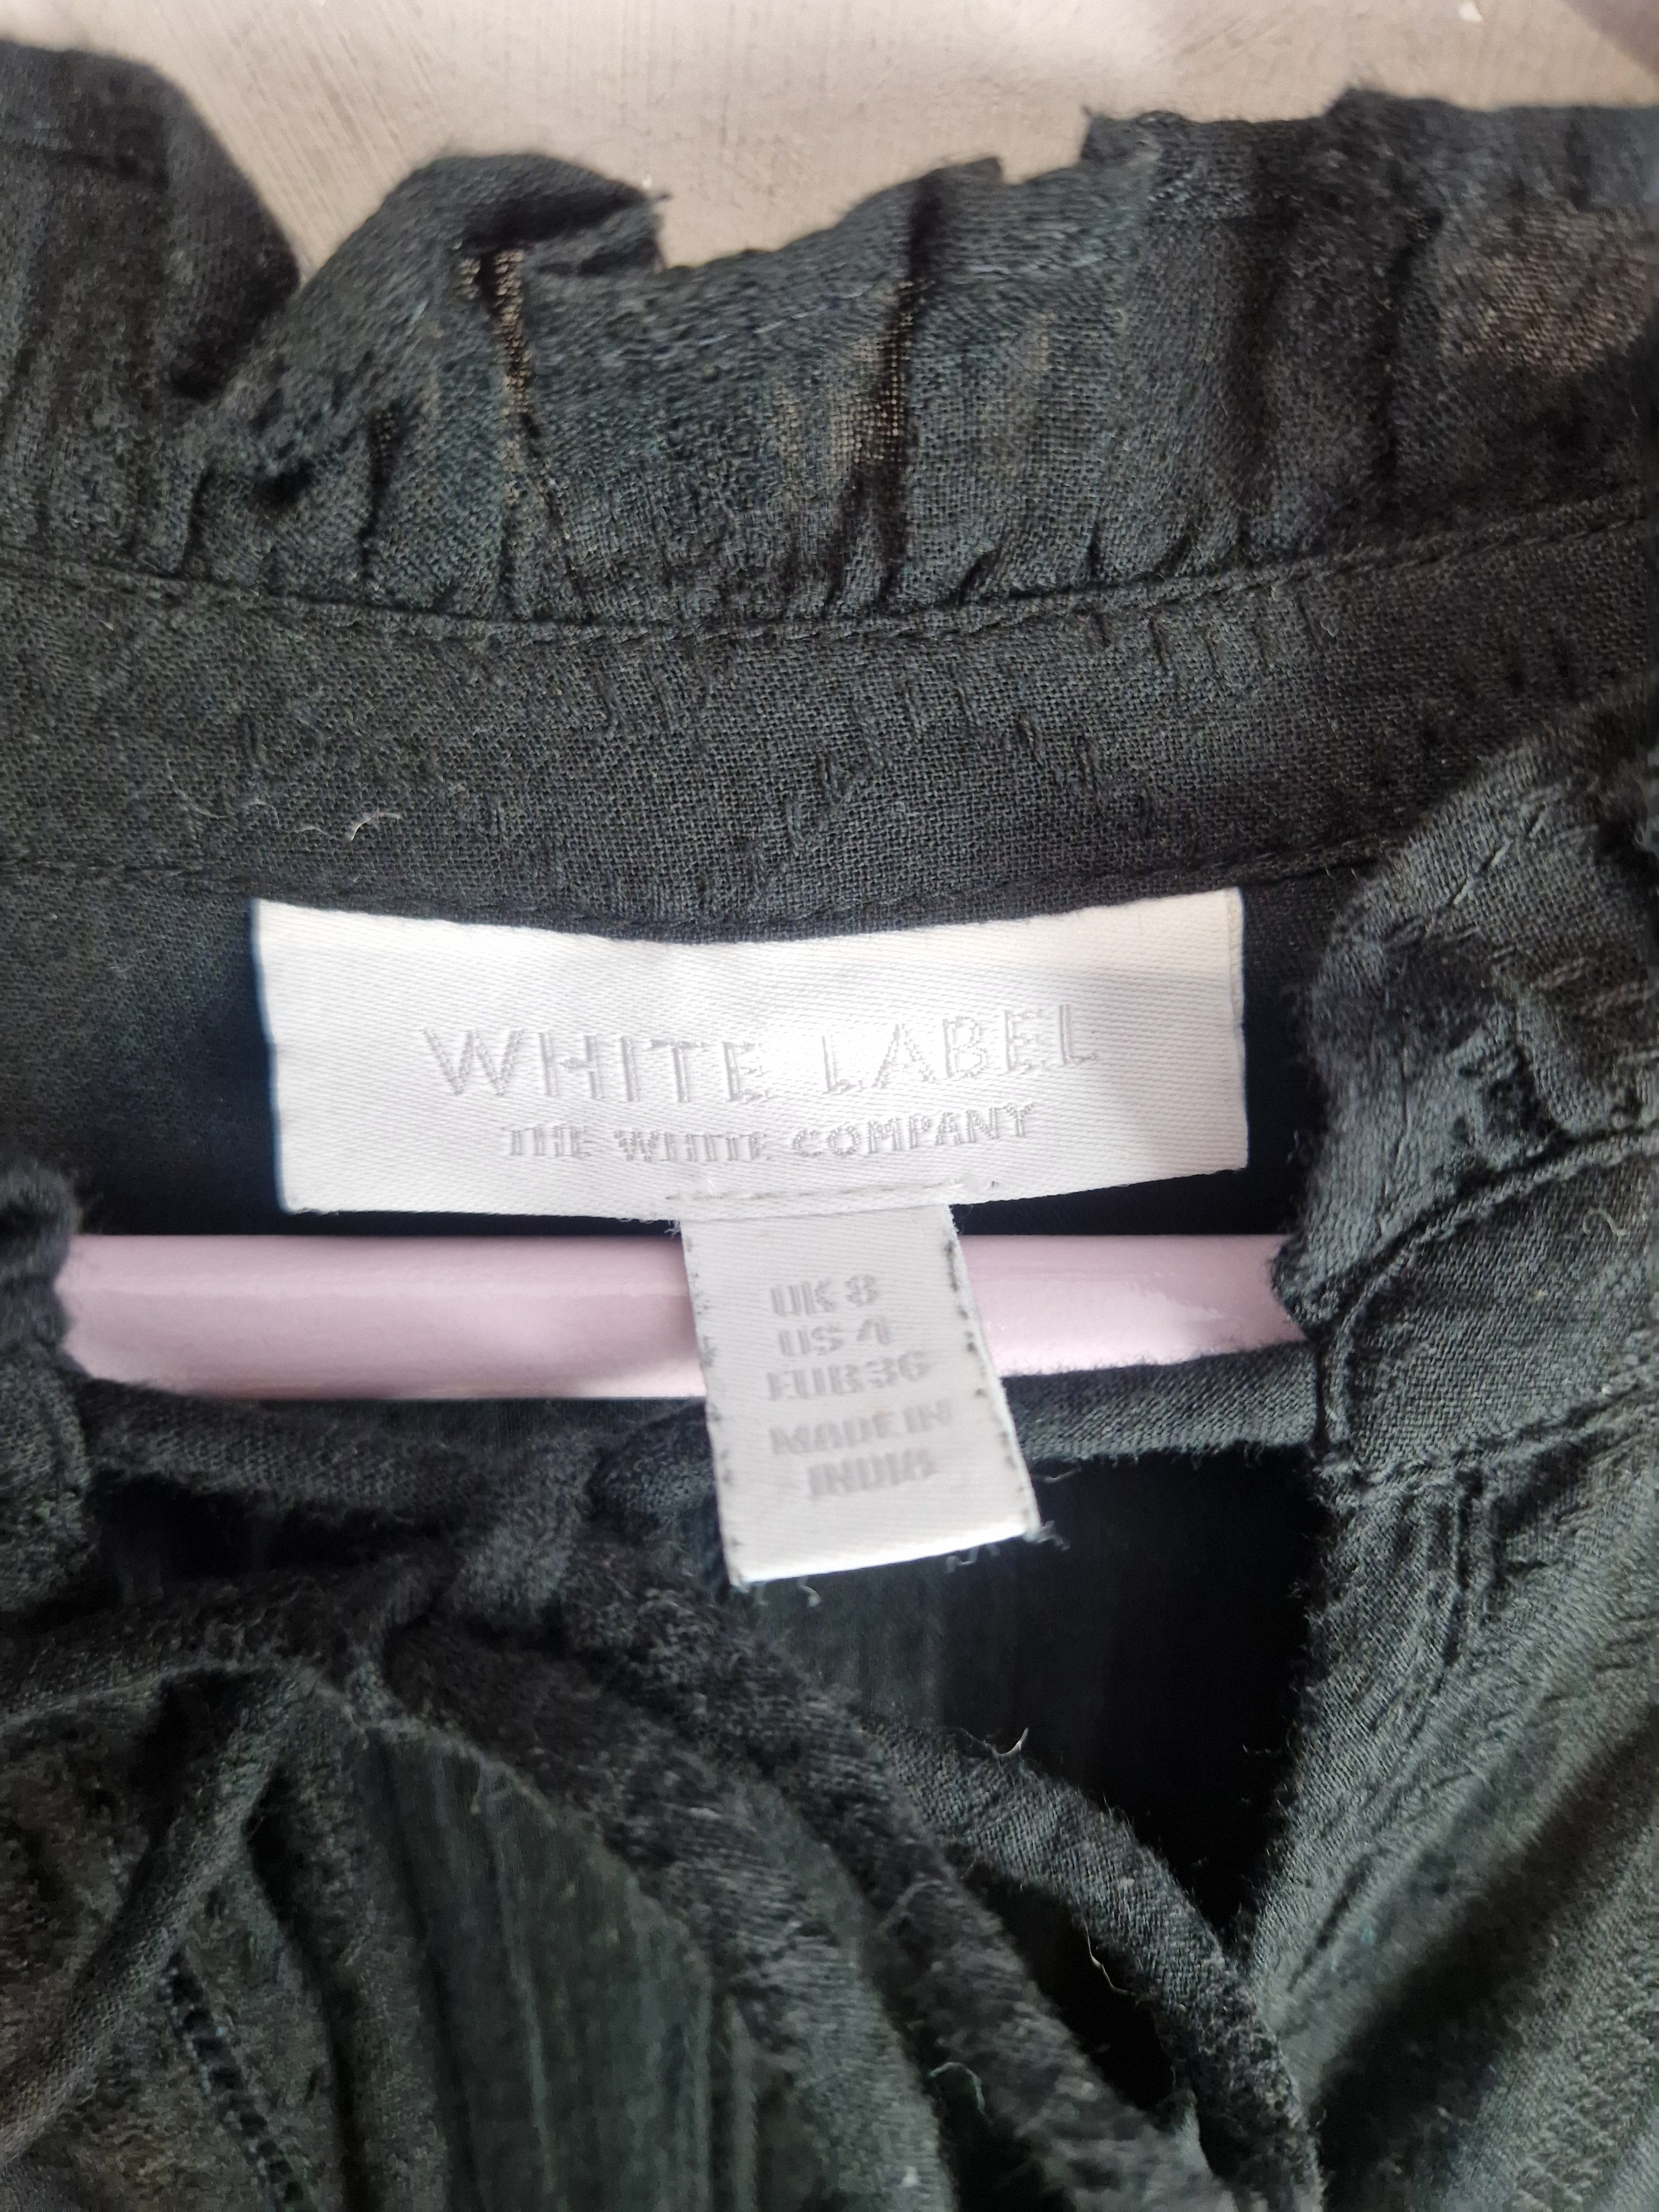 WHITE LABEL
THE WHITE COMPANY
UK 8
US 4
EUR 36
MADE IN
INDIA